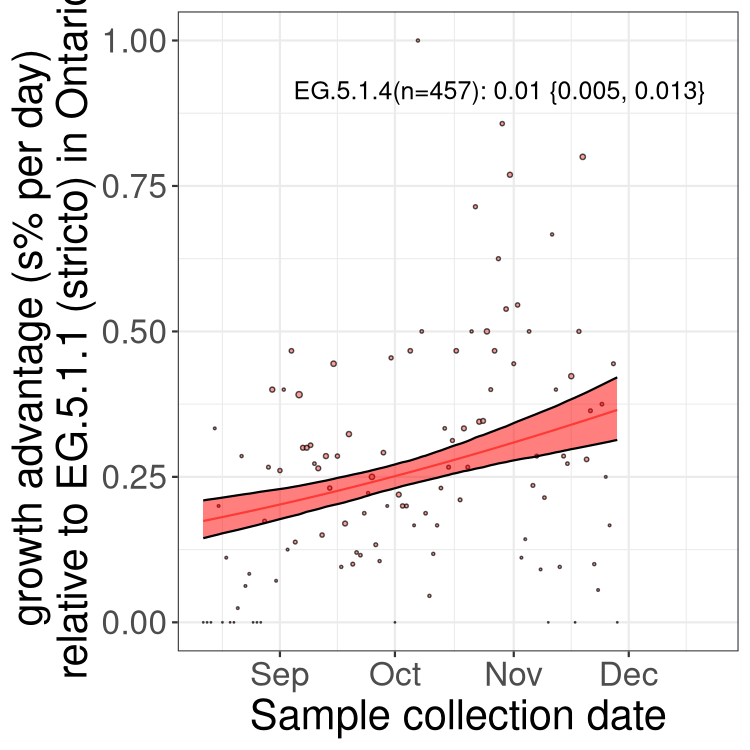 growth advantage (s% per day)
relative to EG.5.1.1 (stricto) in Ontario
1.00
0.75
0.50
0.25
0.00
EG.5.1.4(n=457): 0.01 {0.005, 0.013}
Sep Oct Nov Dec
Sample collection date